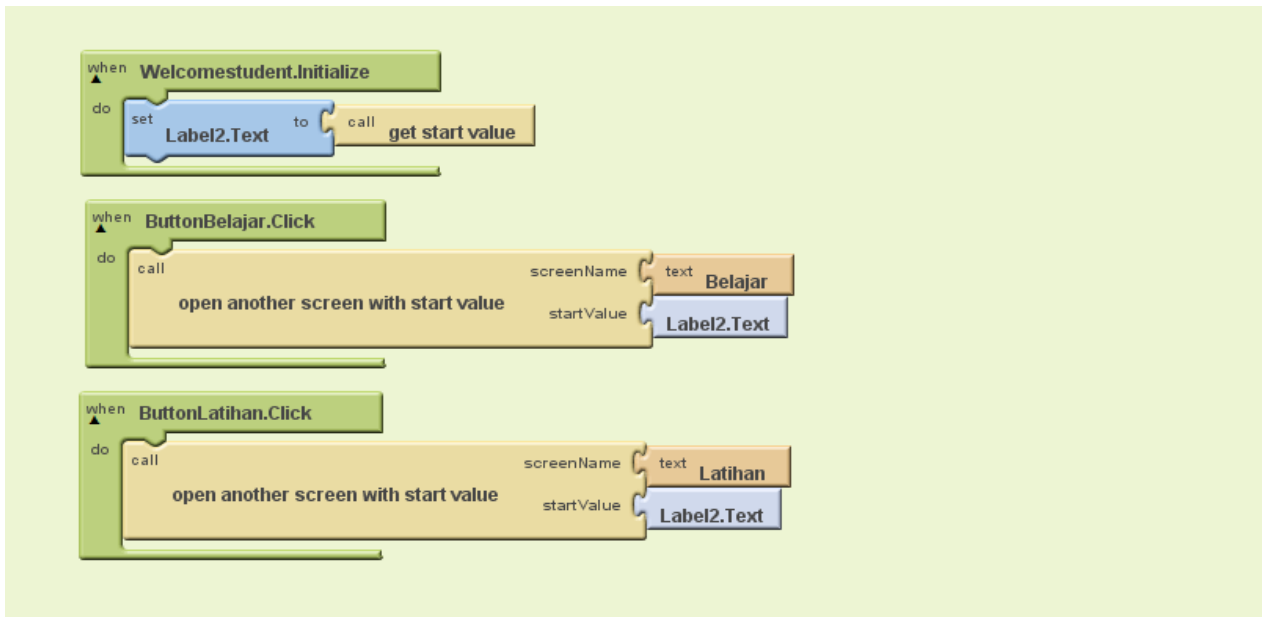 when Welcomestudent.Initialize
do set Label2.Text to call get start value
when ButtonBelajar.Click
do call open another screen with start value
screenName text Belajar
startValue Label2.Text
when ButtonLatihan.Click
do call open another screen with start value
screenName text Latihan
startValue Label2.Text